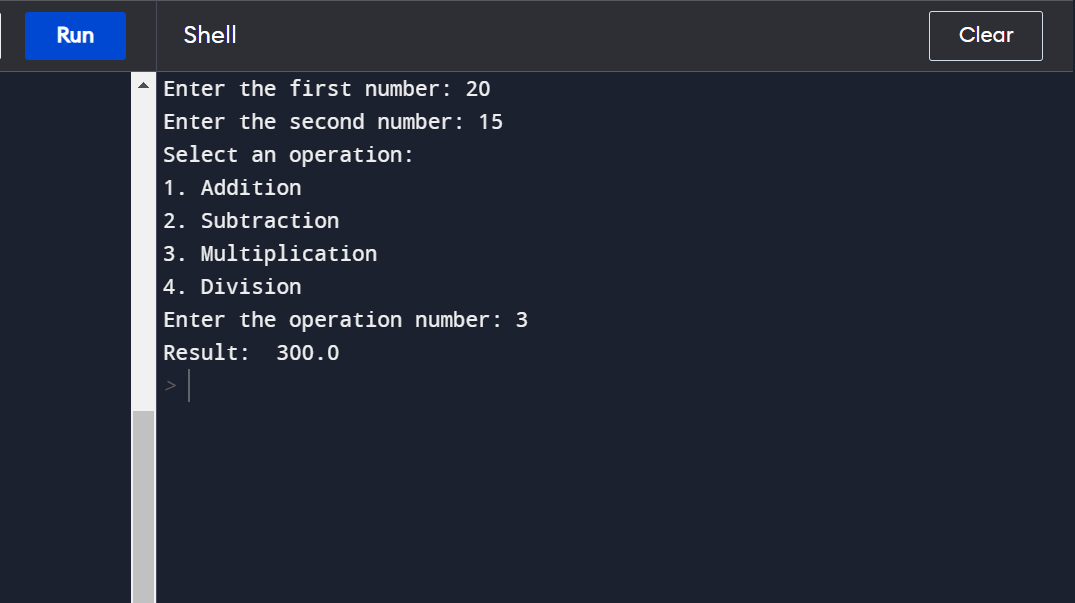 Run Shell Clear
Enter the first number: 20
Enter the second number: 15
Select an operation:
1. Addition
2. Subtraction
3. Multiplication
4. Division
Enter the operation number: 3
Result:  300.0
>